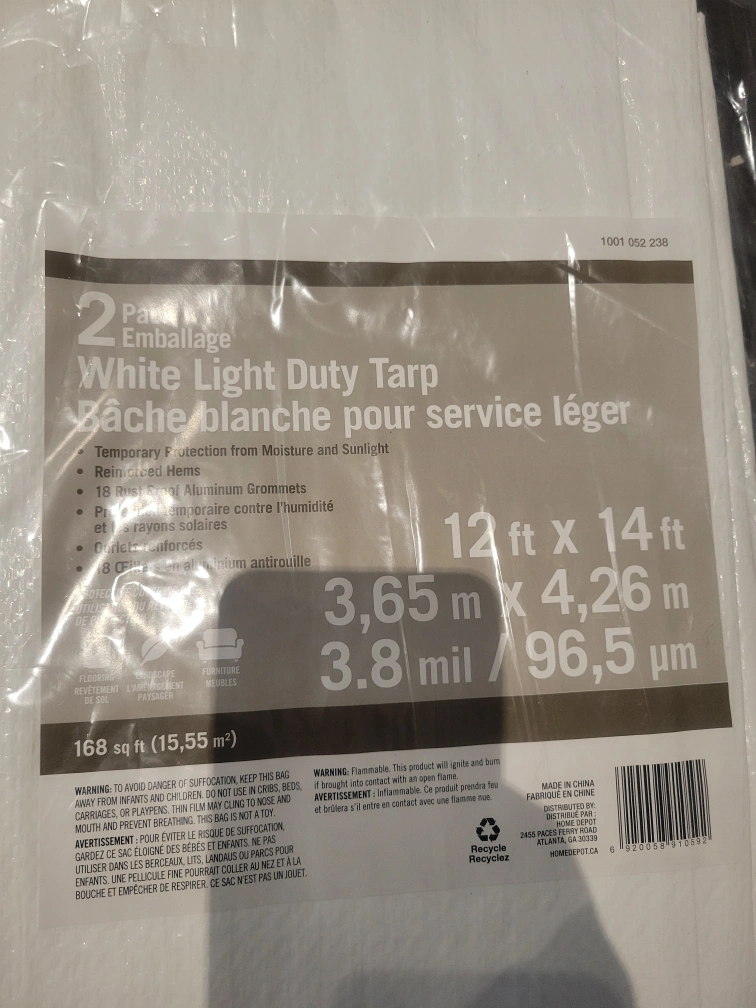 1001 052 238
2
Emballage
White Light Duty Tarp
Bâche blanche pour service léger
• Temporary Protection from Moisture and Sunlight
• Reinforced Hems
• 18 Rust Proof Aluminum Grommets
• temporaire contre l'humidité
et les rayons solaires
• Ourlets renforcés
• 18 en aluminium antirouille
12 ft x 14 ft
3,65 m x 4,26 m
3.8 mil / 96,5 µm
FLOORING
REVÊTEMENT
DE SOL
LANDSCAPE
L'AMÉNAGEMENT
PAYSAGER
FURNITURE
MEUBLES
168 sq ft (15,55 m²)
WARNING: TO AVOID DANGER OF SUFFOCATION, KEEP THIS BAG
AWAY FROM INFANTS AND CHILDREN. DO NOT USE IN CRIBS, BEDS,
CARRIAGES, OR PLAYPENS. THIN FILM MAY CLING TO NOSE AND
MOUTH AND PREVENT BREATHING. THIS BAG IS NOT A TOY.
AVERTISSEMENT : POUR ÉVITER LE RISQUE DE SUFFOCATION,
GARDEZ CE SAC ÉLOIGNÉ DES BÉBÉS ET ENFANTS. NE PAS
UTILISER DANS LES BERCEAUX, LITS, LANDAUS OU PARCS POUR
ENFANTS. UNE PELLICULE FINE POURRAIT COLLER AU NEZ ET À LA
BOUCHE ET EMPÊCHER DE RESPIRER. CE SAC N'EST PAS UN JOUET.
WARNING: Flammable. This product will ignite and burn
if brought into contact with an open flame.
AVERTISSEMENT : Inflammable. Ce produit prendra feu
et brûlera s'il entre en contact avec une flamme nue.
Recycle
Recyclez
MADE IN CHINA
FABRIQUÉ EN CHINE
DISTRIBUTED BY:
DISTRIBUÉ PAR :
HOME DEPOT
2455 PACES FERRY ROAD
ATLANTA, GA 30339
HOMEDEPOT.CA
6 920058 910592